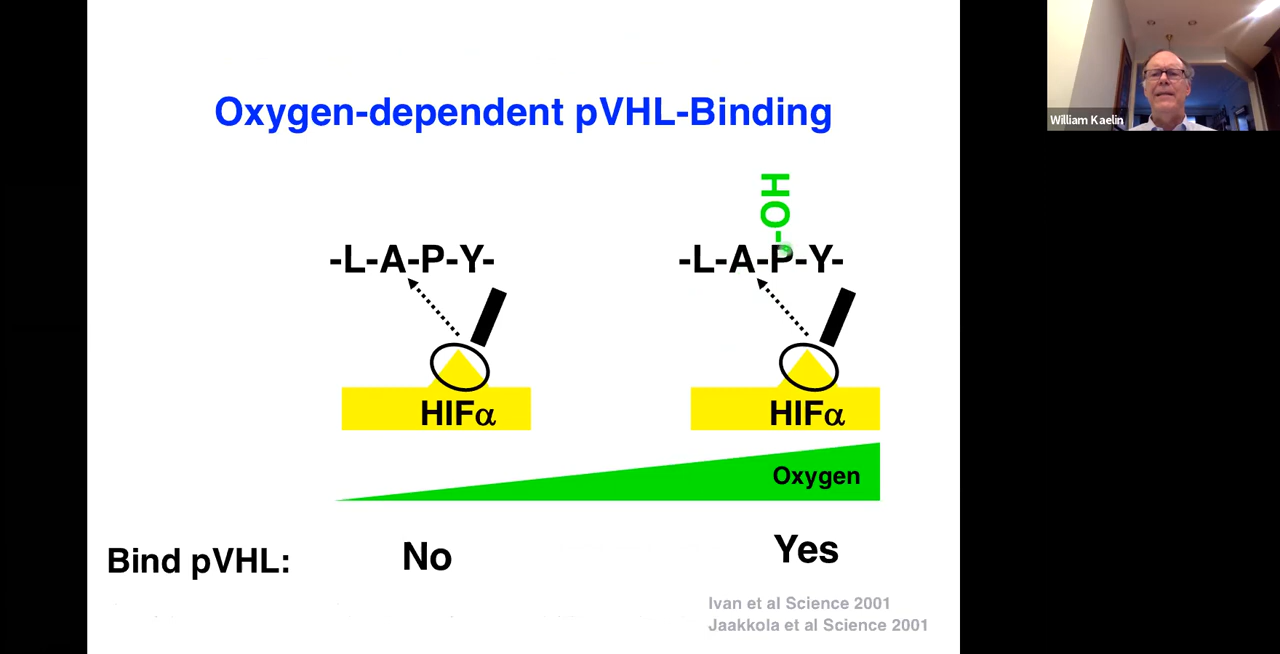 Oxygen-dependent pVHL-Binding
-OH
-L-A-P-Y-
-L-A-P-Y-
HIFα
HIFα
Oxygen
Bind pVHL:
No
Yes
Ivan et al Science 2001
Jaakkola et al Science 2001
William Kaelin